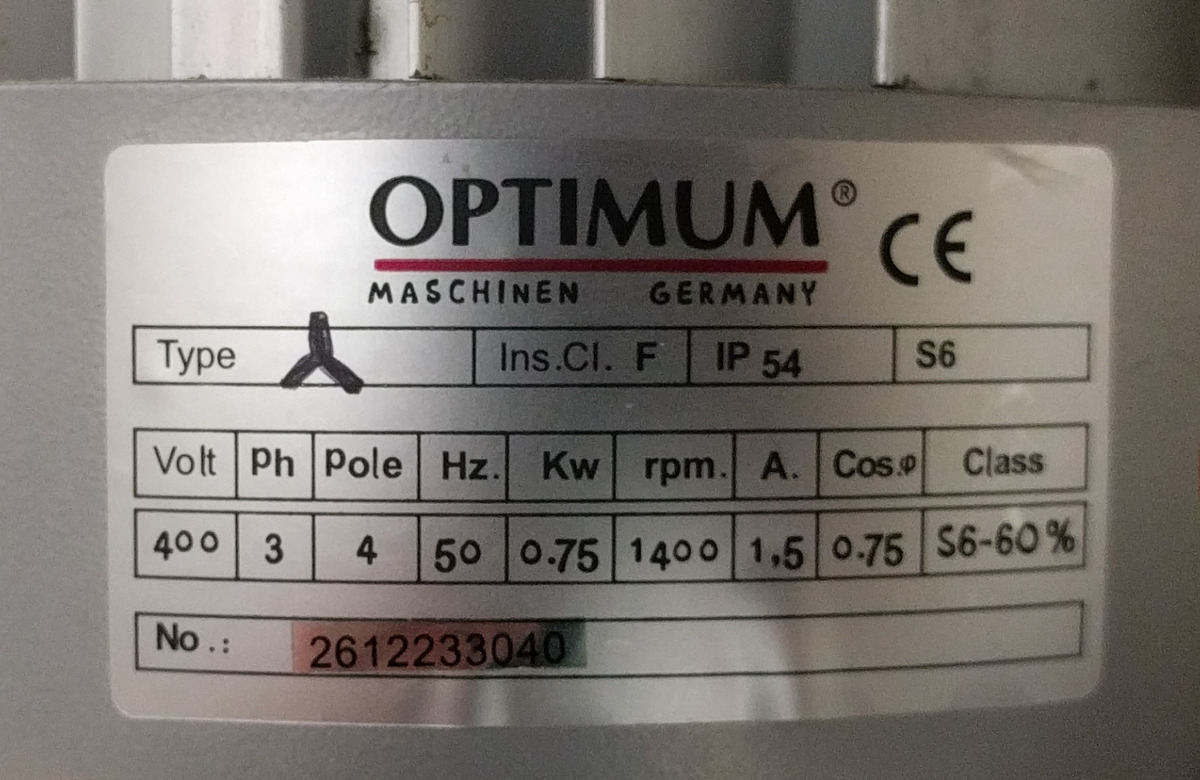 OPTIMUM® CE
MASCHINEN GERMANY
Type Ins.Cl. F IP 54 S6
Volt Ph Pole Hz. Kw rpm. A. Cos.φ Class
400 3 4 50 0.75 1400 1,5 0.75 S6-60%
No.: 2612233040